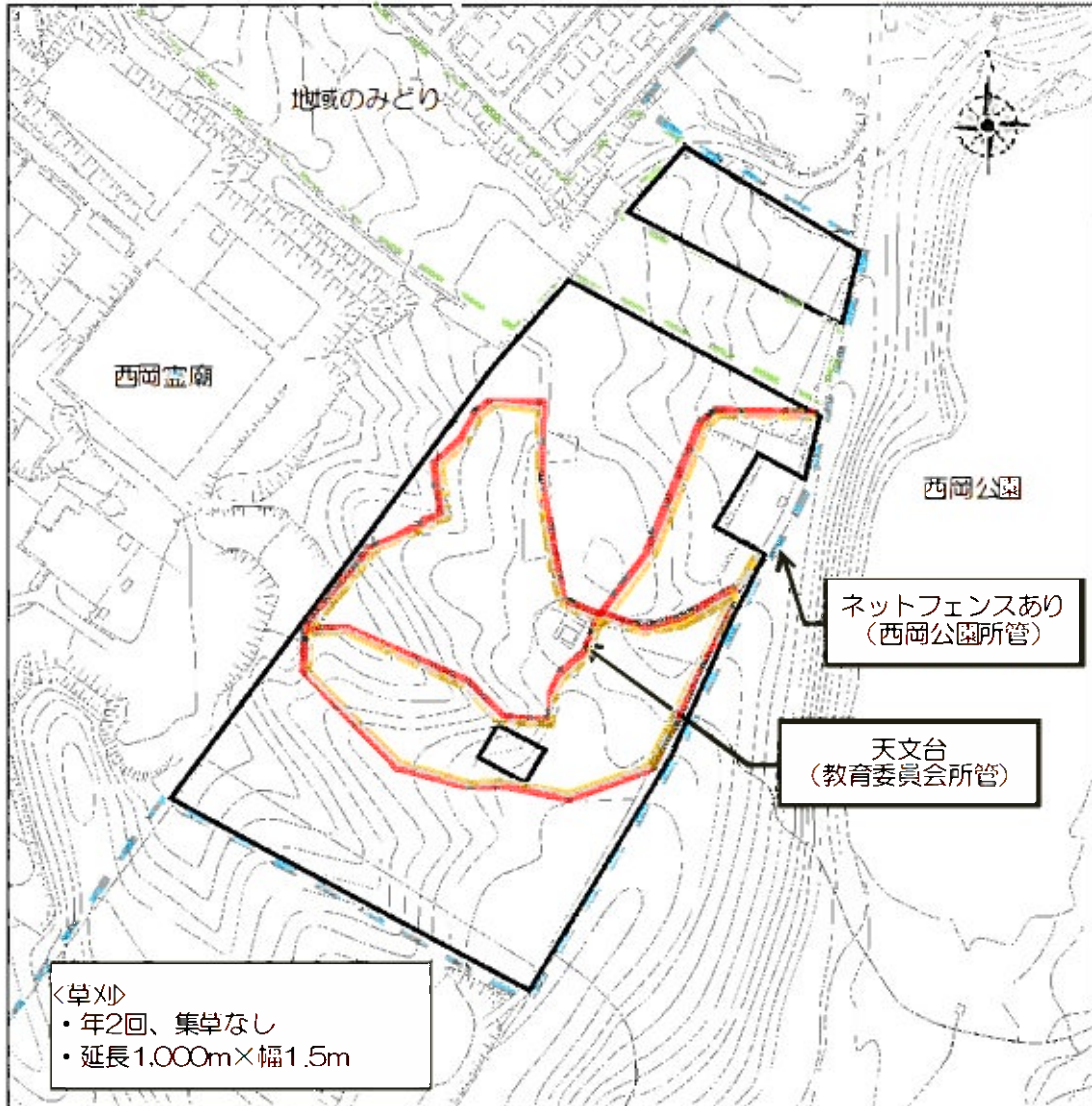 地域のみどり
西岡霊廟
西岡公園
ネットフェンスあり
（西岡公園所管）
天文台
（教育委員会所管）
<草刈>
・年2回、集草なし
・延長1,000m×幅1.5m